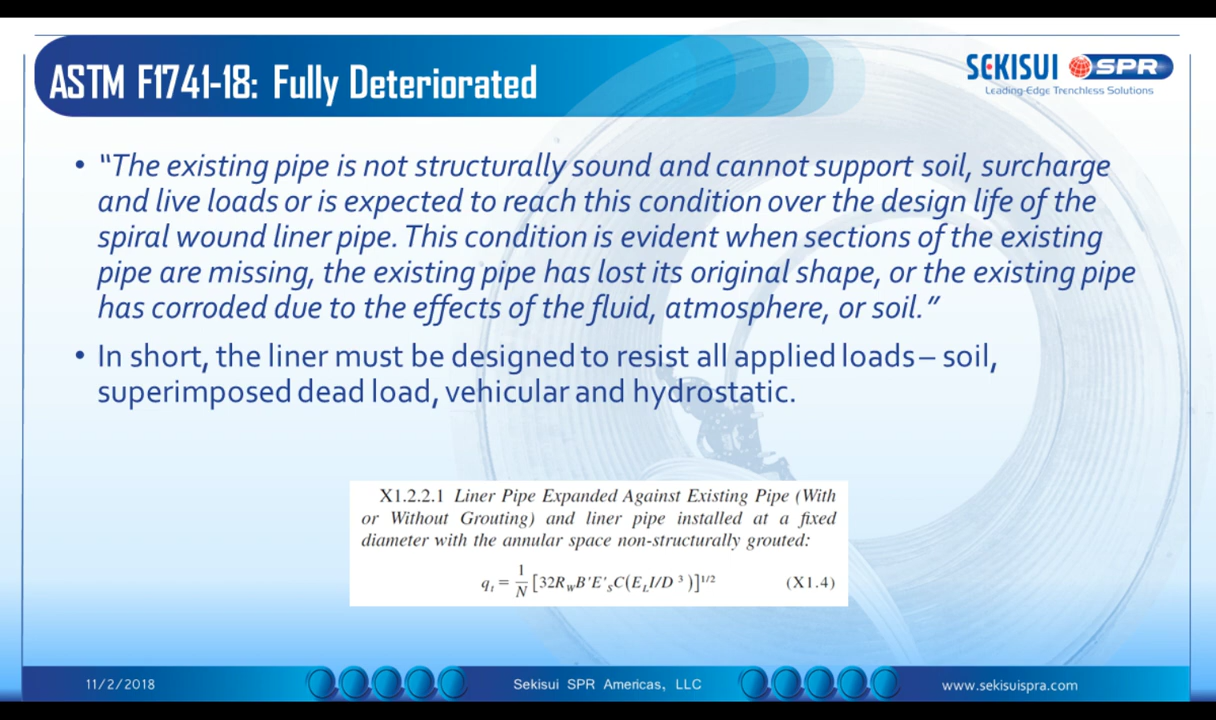 ASTM F1741-18: Fully Deteriorated
SEKISUI SPR
Leading-Edge Trenchless Solutions
• “The existing pipe is not structurally sound and cannot support soil, surcharge
and live loads or is expected to reach this condition over the design life of the
spiral wound liner pipe. This condition is evident when sections of the existing
pipe are missing, the existing pipe has lost its original shape, or the existing pipe
has corroded due to the effects of the fluid, atmosphere, or soil.”
• In short, the liner must be designed to resist all applied loads – soil,
superimposed dead load, vehicular and hydrostatic.
X1.2.2.1 Liner Pipe Expanded Against Existing Pipe (With
or Without Grouting) and liner pipe installed at a fixed
diameter with the annular space non-structurally grouted:
qₜ = 1/N [32R_wB'E'ₛC(E_LI/D³)]^1/2 (X1.4)
11/2/2018
Sekisui SPR Americas, LLC
www.sekisuispra.com